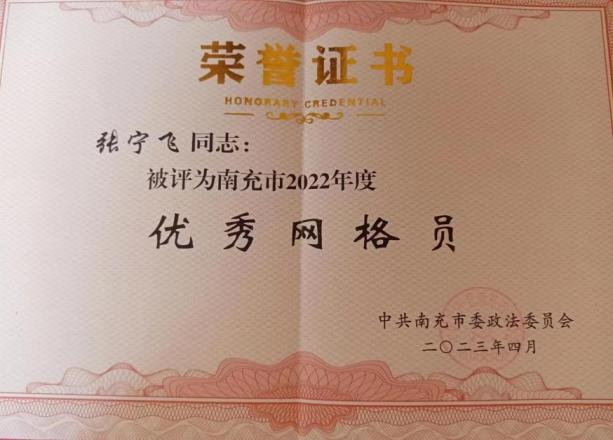 荣誉证书
HONORARY CREDENTIAL
张宁飞 同志：
被评为南充市2022年度
优秀网格员
中共南充市委政法委员会
二〇二三年四月